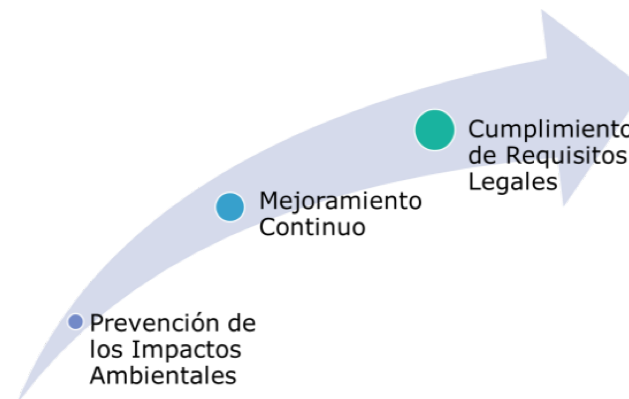 Cumplimiento
de Requisitos
Legales
Mejoramiento
Continuo
Prevención de
los Impactos
Ambientales